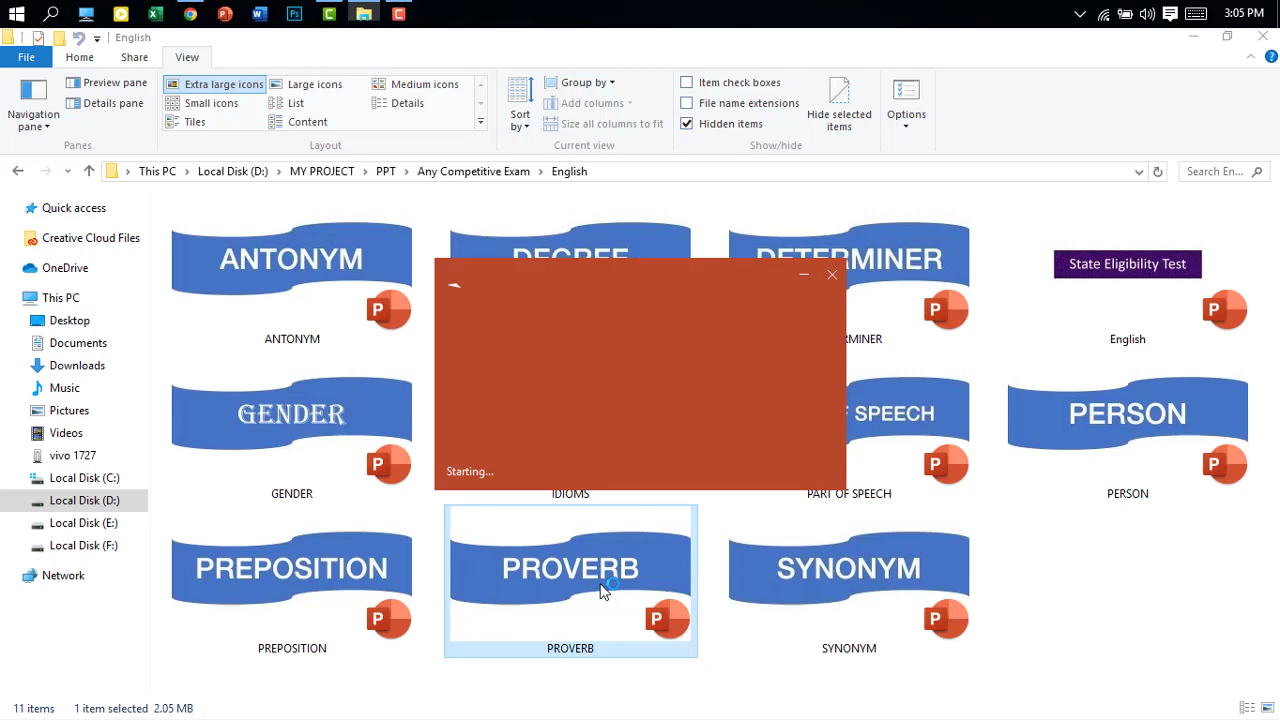 3:05 PM
English
File
Home
Share
View
Navigation pane
Preview pane
Details pane
Panes
Extra large icons
Large icons
Medium icons
Small icons
List
Details
Tiles
Content
Layout
Sort by
Group by
Add columns
Size all columns to fit
Current view
Item check boxes
File name extensions
Hidden items
Hide selected items
Show/hide
Options
This PC
Local Disk (D:)
MY PROJECT
PPT
Any Competitive Exam
English
Search En...
Quick access
Creative Cloud Files
OneDrive
This PC
Desktop
Documents
Downloads
Music
Pictures
Videos
vivo 1727
Local Disk (C:)
Local Disk (D:)
Local Disk (E:)
Local Disk (F:)
Network
ANTONYM
DEGREE
DETERMINER
State Eligibility Test
P
P
P
ANTONYM
RMINER
English
Starting...
GENDER
F SPEECH
PERSON
P
P
P
GENDER
IDIOMS
PART OF SPEECH
PERSON
PREPOSITION
PROVERB
SYNONYM
P
P
P
PREPOSITION
PROVERB
SYNONYM
11 items
1 item selected 2.05 MB